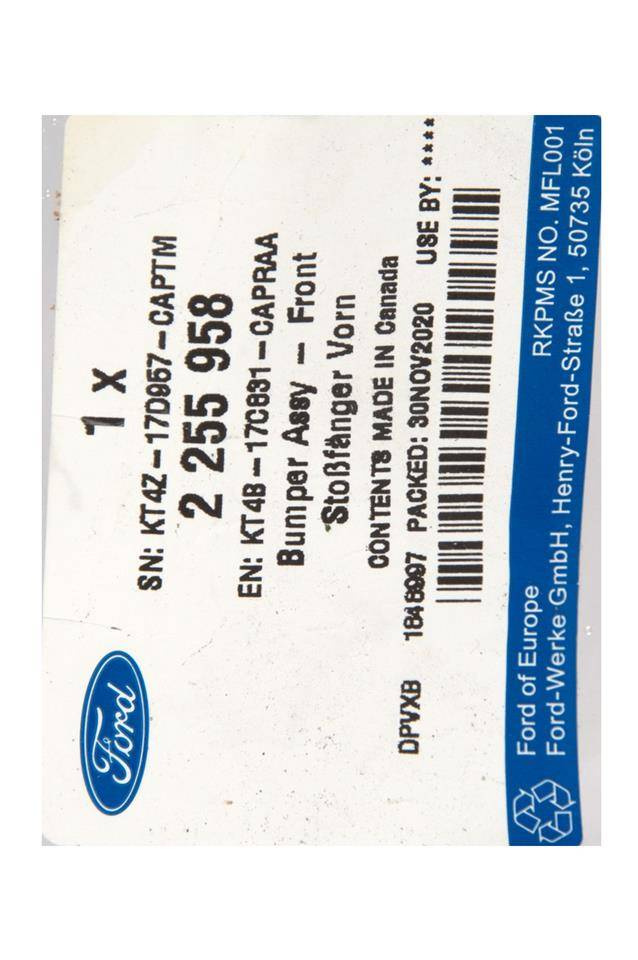 Ford
1 x
SN: KT4Z-17D957-CAPTM
2 255 958
EN: KT4B-17C831-CAPRAA
Bumper Assy - Front
Stoßfänger Vorn
CONTENTS MADE IN Canada
DPVXB PACKED: 30NOV2020 USE BY: ****
RKPMS NO. MFL001
Ford of Europe
Ford-Werke GmbH, Henry-Ford-Straße 1, 50735 Köln